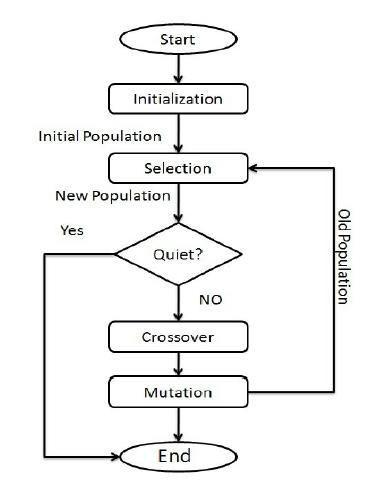 Start
Initialization
Initial Population
Selection
New Population
Yes
Quiet?
Old Population
NO
Crossover
Mutation
End